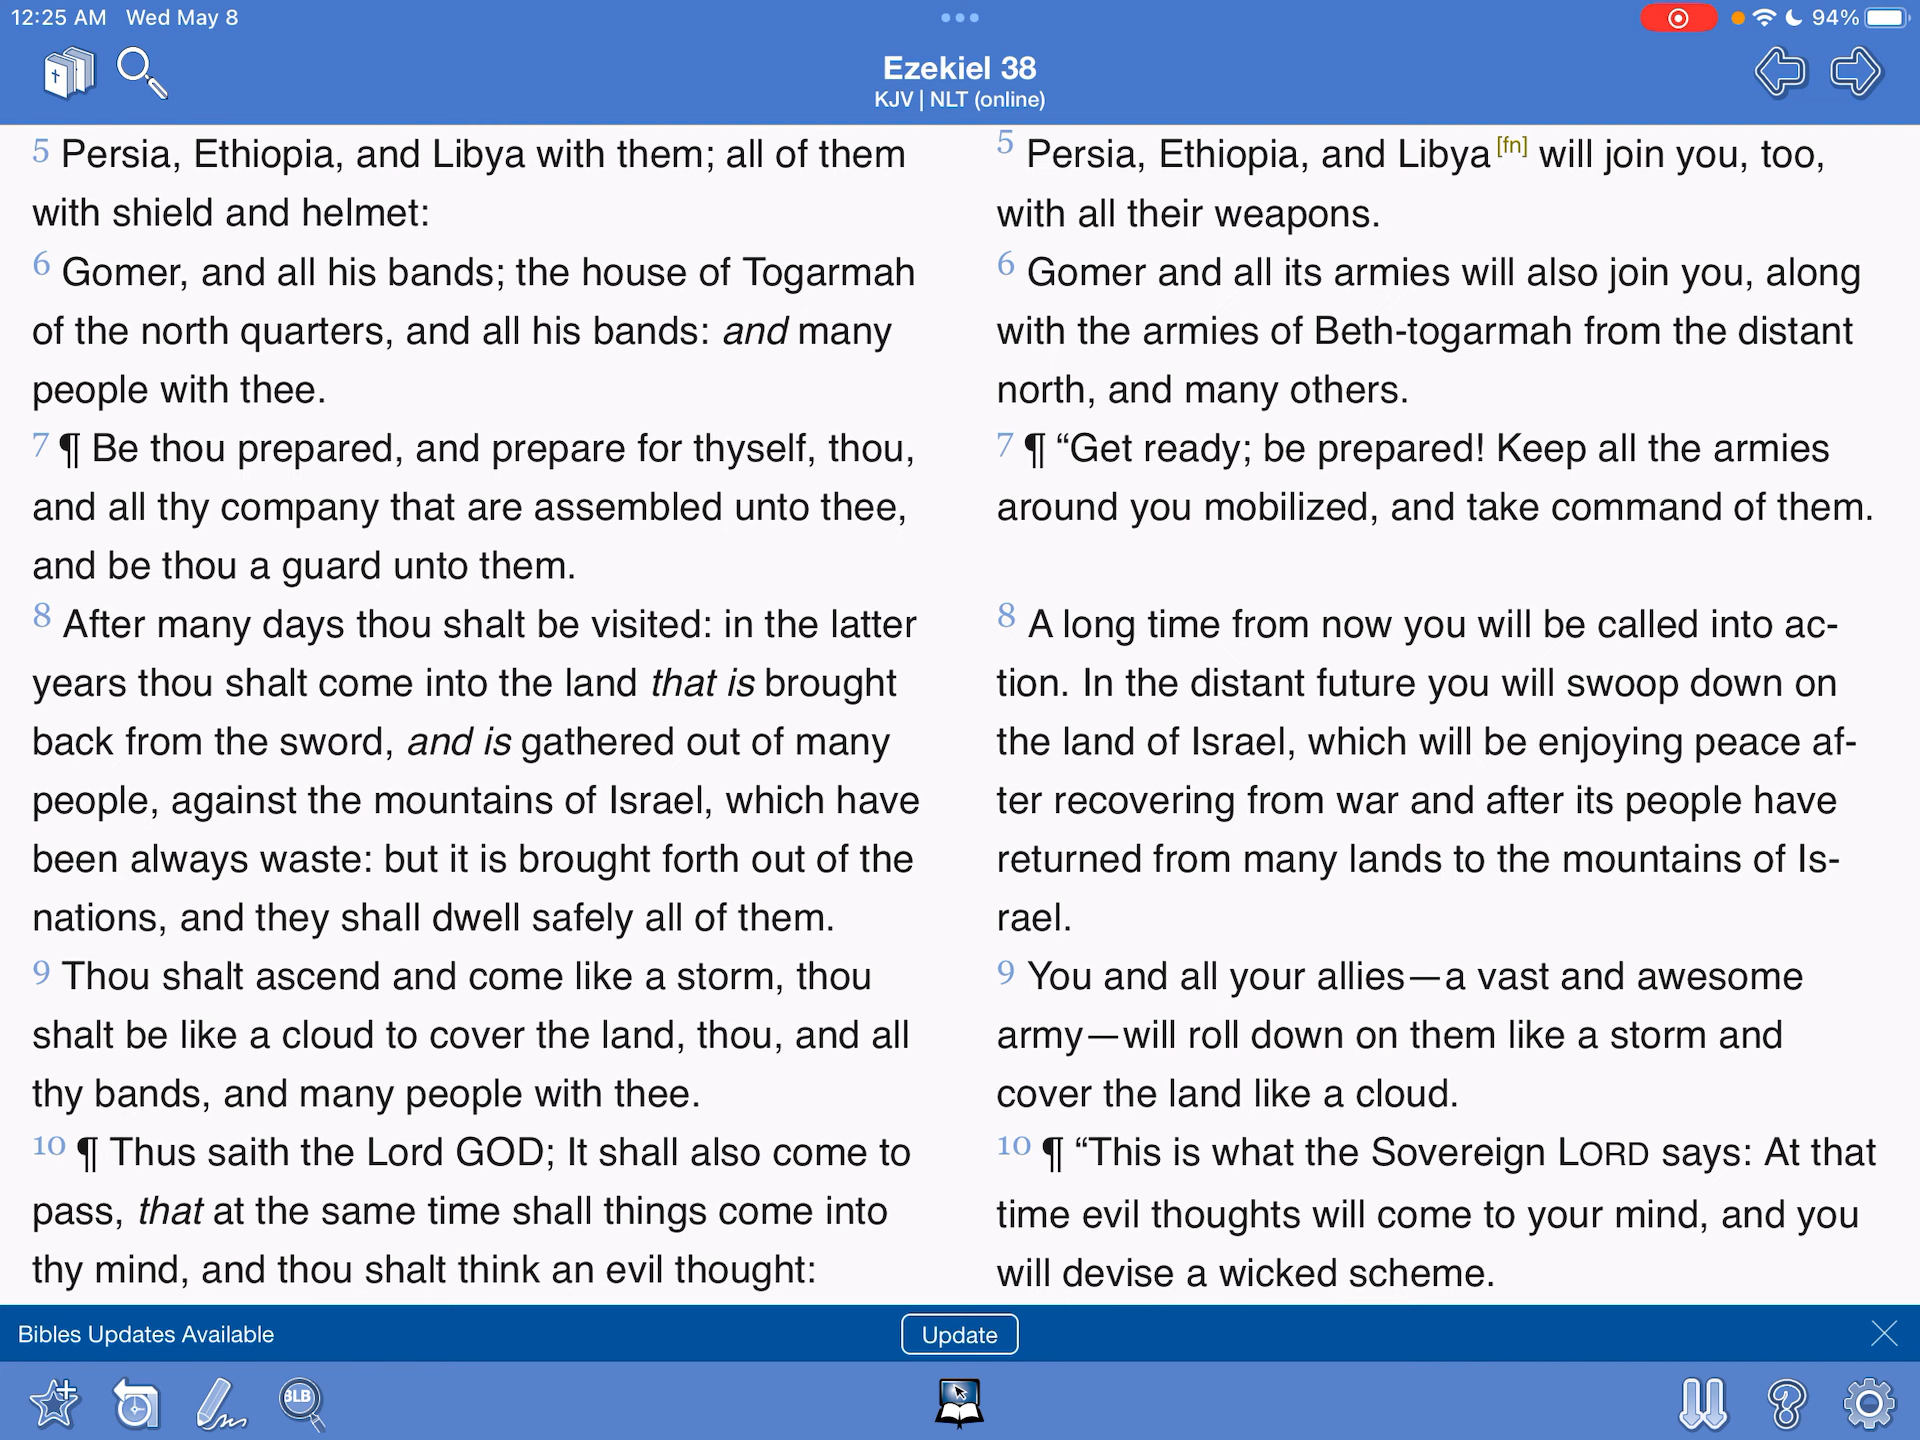 12:25 AM Wed May 8
94%
Ezekiel 38
KJV | NLT (online)
5 Persia, Ethiopia, and Libya with them; all of them
with shield and helmet:
6 Gomer, and all his bands; the house of Togarmah
of the north quarters, and all his bands: and many
people with thee.
7 ¶ Be thou prepared, and prepare for thyself, thou,
and all thy company that are assembled unto thee,
and be thou a guard unto them.
8 After many days thou shalt be visited: in the latter
years thou shalt come into the land that is brought
back from the sword, and is gathered out of many
people, against the mountains of Israel, which have
been always waste: but it is brought forth out of the
nations, and they shall dwell safely all of them.
9 Thou shalt ascend and come like a storm, thou
shalt be like a cloud to cover the land, thou, and all
thy bands, and many people with thee.
10 ¶ Thus saith the Lord GOD; It shall also come to
pass, that at the same time shall things come into
thy mind, and thou shalt think an evil thought:
5 Persia, Ethiopia, and Libya [fn] will join you, too,
with all their weapons.
6 Gomer and all its armies will also join you, along
with the armies of Beth-togarmah from the distant
north, and many others.
7 ¶ “Get ready; be prepared! Keep all the armies
around you mobilized, and take command of them.
8 A long time from now you will be called into ac-
tion. In the distant future you will swoop down on
the land of Israel, which will be enjoying peace af-
ter recovering from war and after its people have
returned from many lands to the mountains of Is-
rael.
9 You and all your allies—a vast and awesome
army—will roll down on them like a storm and
cover the land like a cloud.
10 ¶ “This is what the Sovereign LORD says: At that
time evil thoughts will come to your mind, and you
will devise a wicked scheme.
Bibles Updates Available
Update
BLB